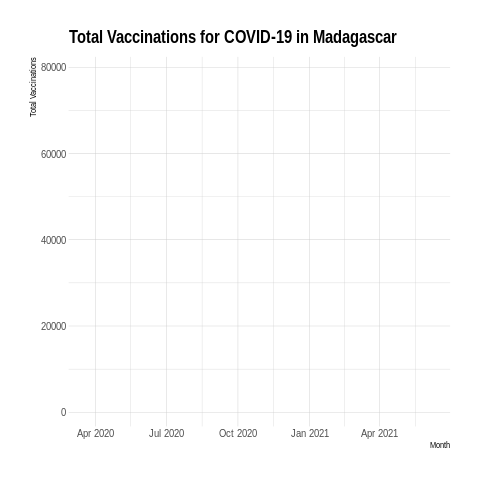 Total Vaccinations for COVID-19 in Madagascar
Total Vaccinations
80000
60000
40000
20000
0
Apr 2020
Jul 2020
Oct 2020
Jan 2021
Apr 2021
Month